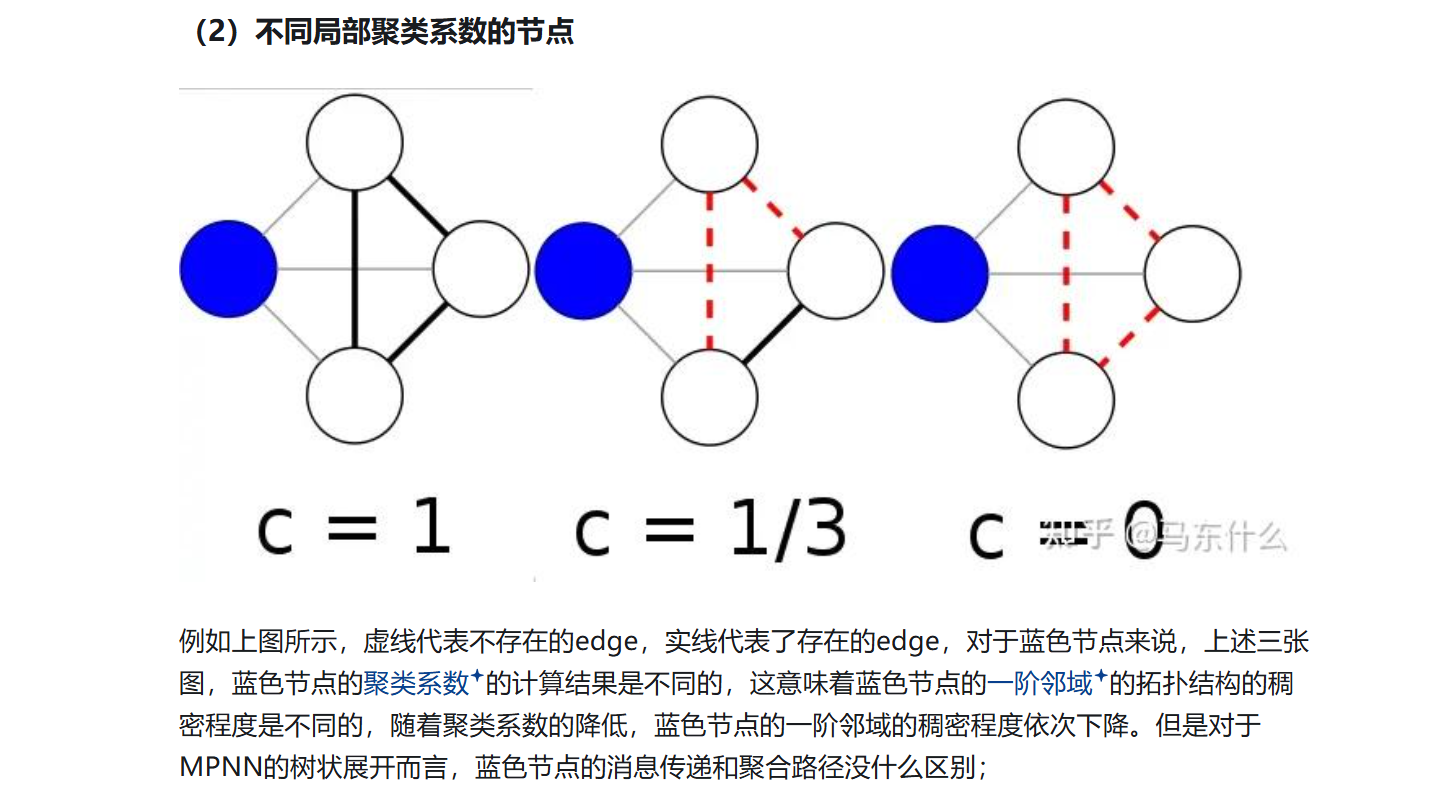 （2）不同局部聚类系数的节点
c = 1
c = 1/3
c = 0
知乎 @马东什么
例如上图所示，虚线代表不存在的edge，实线代表了存在的edge，对于蓝色节点来说，上述三张
图，蓝色节点的聚类系数的计算结果是不同的，这意味着蓝色节点的一阶邻域的拓扑结构的稠
密程度是不同的，随着聚类系数的降低，蓝色节点的一阶邻域的稠密程度依次下降。但是对于
MPNN的树状展开而言，蓝色节点的消息传递和聚合路径没什么区别；